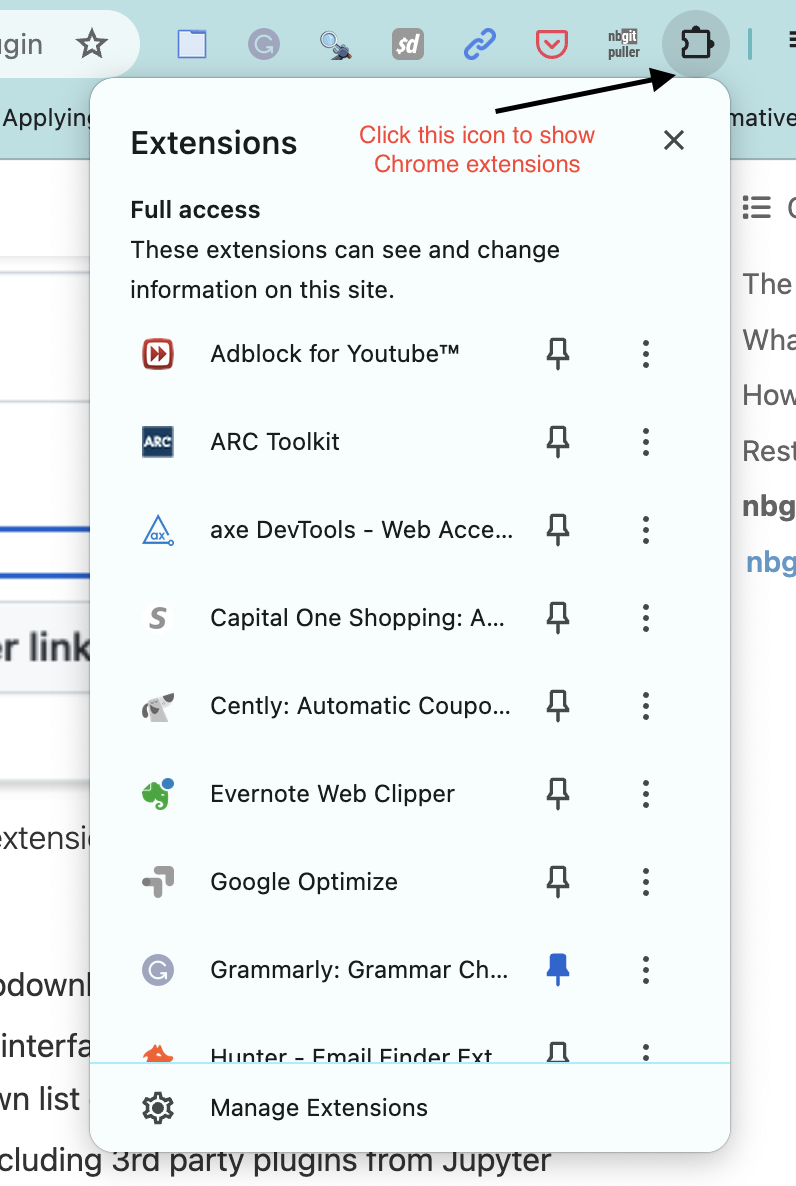 gin
sd
nbgit
puller
Applying
mative
Extensions
Click this icon to show
Chrome extensions
Full access
These extensions can see and change
information on this site.
Adblock for Youtube™
ARC
ARC Toolkit
ax
axe DevTools - Web Acce...
S
Capital One Shopping: A...
Cently: Automatic Coupo...
Evernote Web Clipper
Google Optimize
G
Grammarly: Grammar Ch...
Hunter - Email Finder Ext
Manage Extensions
The
Wha
How
Rest
nbg
nbg
r link
extensi
odownl
interfa
wn list
cluding 3rd party plugins from Jupyter